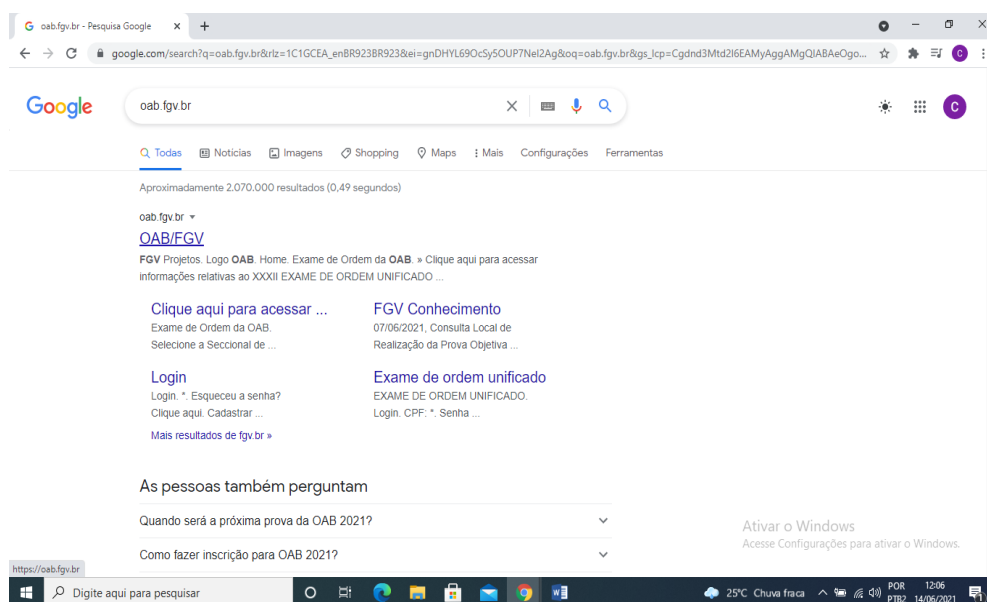 oab.fgv.br - Pesquisa Google
google.com/search?q=oab.fgv.br&rlz=1C1GCEA_enBR923BR923&ei=gnDHYL69OcSy5OUP7NeI2Ag&oq=oab.fgv.br&gs_lcp=Cgdnd3Mtd2l6EAMyAggAMgQIABAeOgo...
C
Google
oab.fgv.br
C
Todas Notícias Imagens Shopping Maps Mais Configurações Ferramentas
Aproximadamente 2.070.000 resultados (0,49 segundos)
oab.fgv.br
OAB/FGV
FGV Projetos. Logo OAB. Home. Exame de Ordem da OAB. » Clique aqui para acessar
informações relativas ao XXXII EXAME DE ORDEM UNIFICADO ...
Clique aqui para acessar ...
Exame de Ordem da OAB.
Selecione a Seccional de ...
FGV Conhecimento
07/06/2021, Consulta Local de
Realização da Prova Objetiva ...
Login
Login. *. Esqueceu a senha?
Clique aqui. Cadastrar ...
Exame de ordem unificado
EXAME DE ORDEM UNIFICADO.
Login. CPF: *. Senha ...
Mais resultados de fgv.br »
As pessoas também perguntam
Quando será a próxima prova da OAB 2021?
Como fazer inscrição para OAB 2021?
Ativar o Windows
Acesse Configurações para ativar o Windows.
https://oab.fgv.br
Digite aqui para pesquisar
25°C Chuva fraca
POR
PTB2
12:06
14/06/2021
1